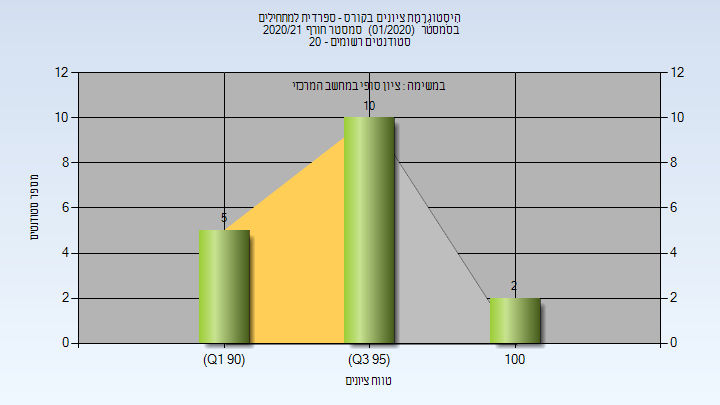 היסטוגרמת ציונים בקורס - ספרדית למתחילים
בסמסטר (01/2020) סמסטר חורף 2020/21
סטודנטים רשומים - 20
במשימה : ציון סופי במחשב המרכזי
12
10
8
6
4
2
0
12
10
8
6
4
2
0
5
10
2
מספר סטודנטים
(Q1 90)
(Q3 95)
100
טווח ציונים